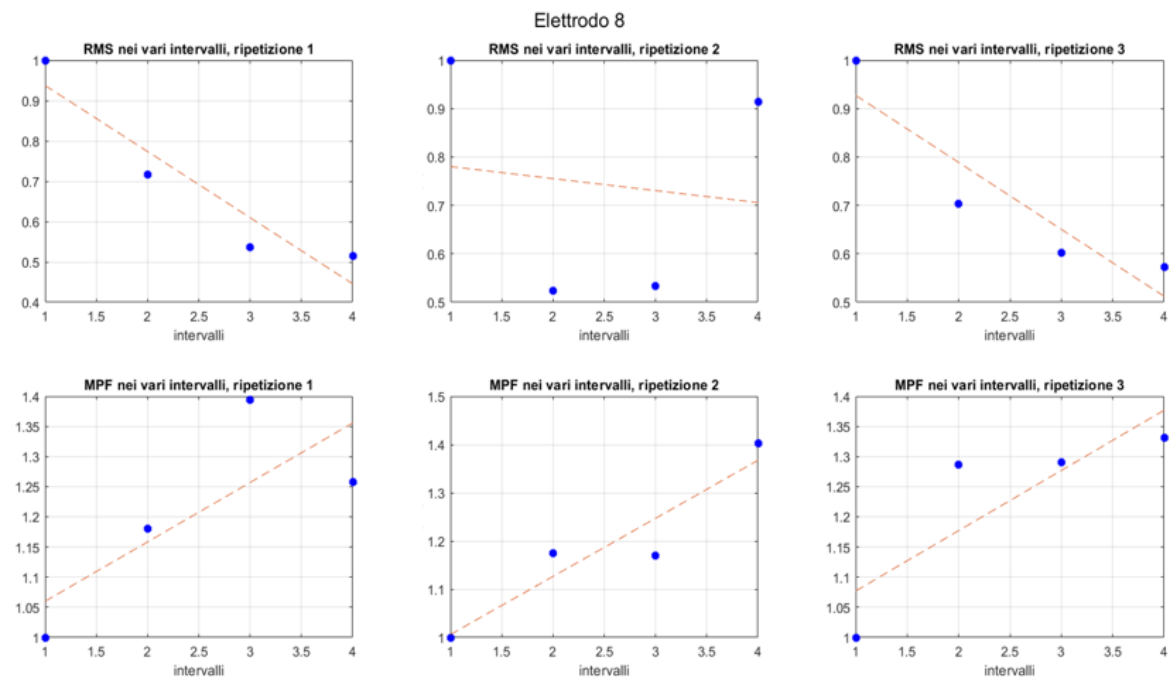 Elettrodo 8
RMS nei vari intervalli, ripetizione 1
1
0.9
0.8
0.7
0.6
0.5
0.4
1 1.5 2 2.5 3 3.5 4
intervalli
RMS nei vari intervalli, ripetizione 2
1
0.9
0.8
0.7
0.6
0.5
1 1.5 2 2.5 3 3.5 4
intervalli
RMS nei vari intervalli, ripetizione 3
1
0.9
0.8
0.7
0.6
0.5
1 1.5 2 2.5 3 3.5 4
intervalli
MPF nei vari intervalli, ripetizione 1
1.4
1.35
1.3
1.25
1.2
1.15
1.1
1.05
1
1 1.5 2 2.5 3 3.5 4
intervalli
MPF nei vari intervalli, ripetizione 2
1.5
1.4
1.3
1.2
1.1
1
1 1.5 2 2.5 3 3.5 4
intervalli
MPF nei vari intervalli, ripetizione 3
1.4
1.35
1.3
1.25
1.2
1.15
1.1
1.05
1
1 1.5 2 2.5 3 3.5 4
intervalli